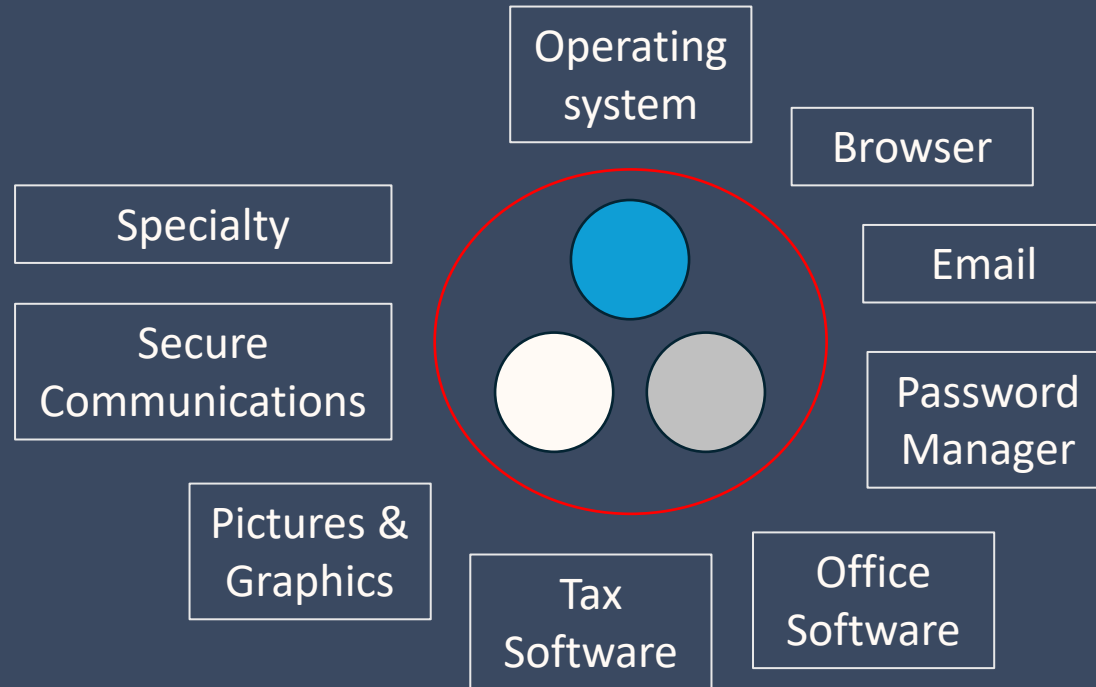 Operating
system
Browser
Specialty
Email
Secure
Communications
Password
Manager
Pictures &
Graphics
Office
Software
Tax
Software